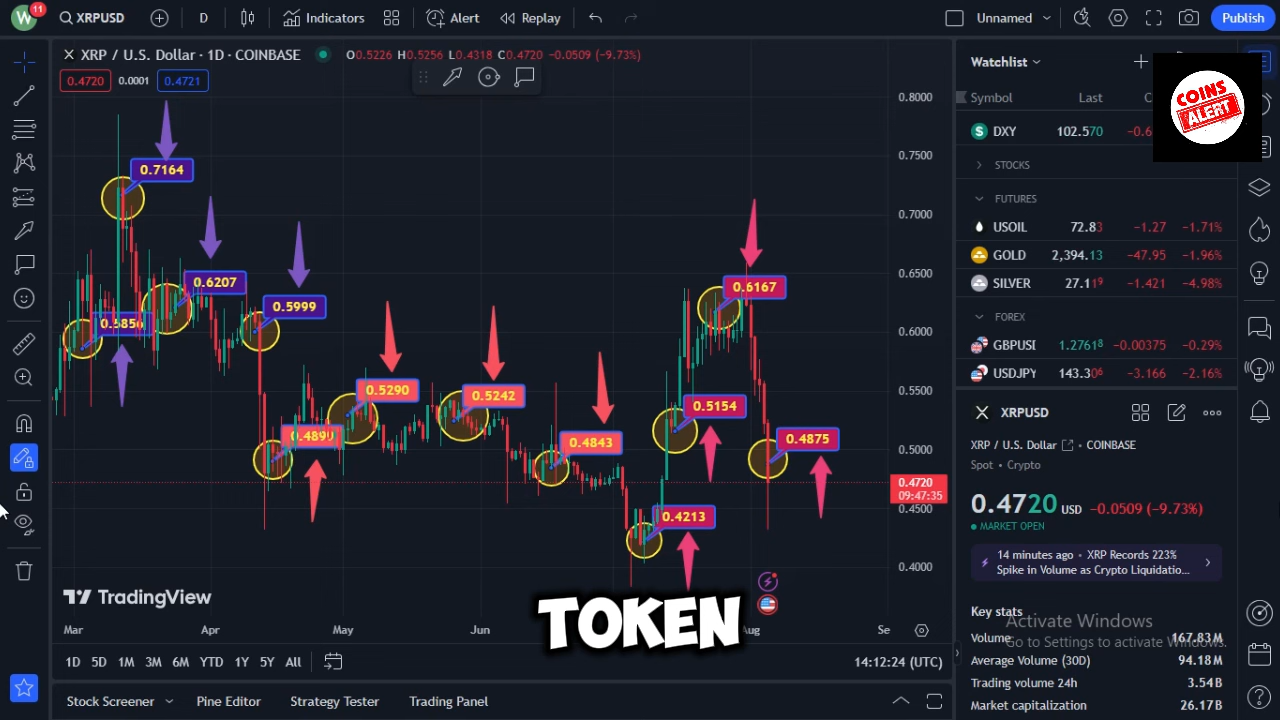 W
11
XRPUSD
D
Indicators
Alert
Replay
Unnamed
Publish
XRP / U.S. Dollar · 1D · COINBASE
O0.5226 H0.5256 L0.4318 C0.4720 -0.0509 (-9.73%)
0.4720
0.0001
0.4721
0.7164
0.6207
0.5999
0.5856
0.5290
0.5242
0.4890
0.4843
0.5154
0.6167
0.4875
0.4213
0.8000
0.7500
0.7000
0.6500
0.6000
0.5500
0.5000
0.4720
09:47:35
0.4500
0.4000
TradingView
TOKEN
Mar
Apr
May
Jun
Aug
Se
1D 5D 1M 3M 6M YTD 1Y 5Y All
14:12:24 (UTC)
Stock Screener
Pine Editor
Strategy Tester
Trading Panel
Watchlist
COINS
ALERT
Symbol
Last
C
DXY 102.570 -0.6
STOCKS
FUTURES
USOIL 72.83 -1.27 -1.71%
GOLD 2,394.13 -47.95 -1.96%
SILVER 27.119 -1.421 -4.98%
FOREX
GBPUSI 1.27618 -0.00375 -0.29%
USDJPY 143.306 -3.166 -2.16%
XRPUSD
XRP / U.S. Dollar COINBASE
Spot • Crypto
0.4720 USD -0.0509 (-9.73%)
MARKET OPEN
14 minutes ago • XRP Records 223%
Spike in Volume as Crypto Liquidatio...
Key stats
Activate Windows
Go to Settings to activate Windows.
Volume 167.83M
Average Volume (30D) 94.18M
Trading volume 24h 3.54B
Market capitalization 26.17B